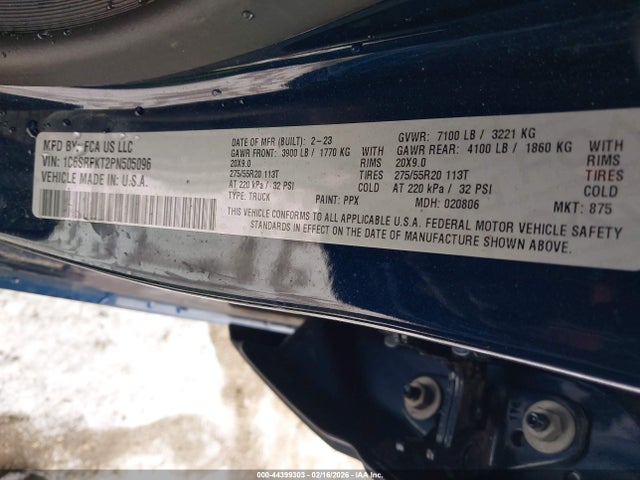 MFD BY: FCA US LLC
VIN: 1C6SRFKT2PN505096
VEHICLE MADE IN U.S.A.
DATE OF MFR (BUILT): 2-23
GAWR FRONT: 3900 LB / 1770 KG
20X9.0 RIMS
275/55R20 113T TIRES
AT 220 kPa / 32 PSI COLD
TYPE: TRUCK PAINT: PPX
GVWR: 7100 LB / 3221 KG
GAWR REAR: 4100 LB / 1860 KG
20X9.0 RIMS
275/55R20 113T TIRES
AT 220 kPa / 32 PSI COLD
MDH: 020806 MKT: 875
THIS VEHICLE CONFORMS TO ALL APPLICABLE U.S.A. FEDERAL MOTOR VEHICLE SAFETY
STANDARDS IN EFFECT ON THE DATE OF MANUFACTURE SHOWN ABOVE.
000-44399303 | 02/16/2026 - IAA Inc.